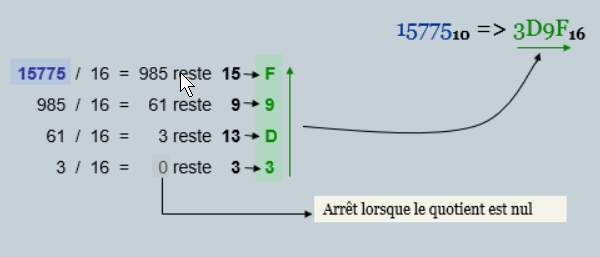 15775₁₀ => 3D9F₁₆
15775 / 16 = 985 reste 15 → F
985 / 16 = 61 reste 9 → 9
61 / 16 = 3 reste 13 → D
3 / 16 = 0 reste 3 → 3
Arrêt lorsque le quotient est nul